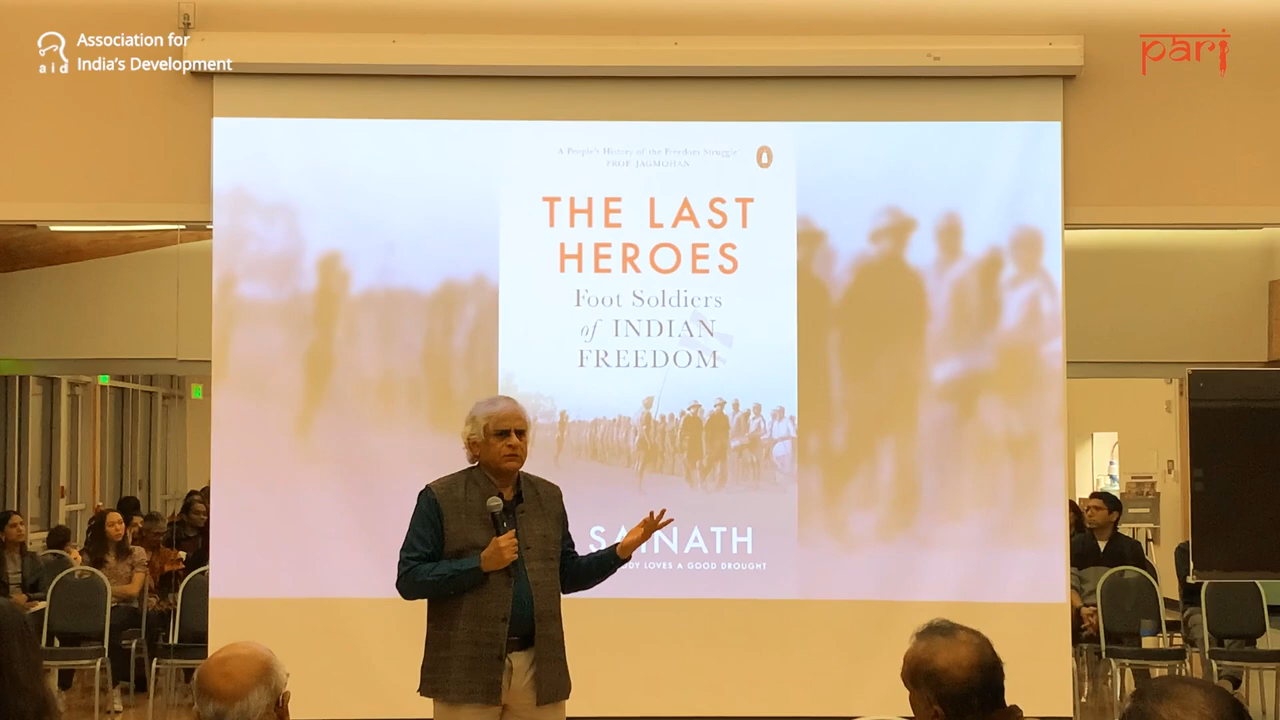 Association for
India's Development
aid
pari
A People's History of the Freedom Struggle
PROF. JAGMOHAN
THE LAST
HEROES
Foot Soldiers
of INDIAN
FREEDOM
SAINATH
LOVES A GOOD DROUGHT